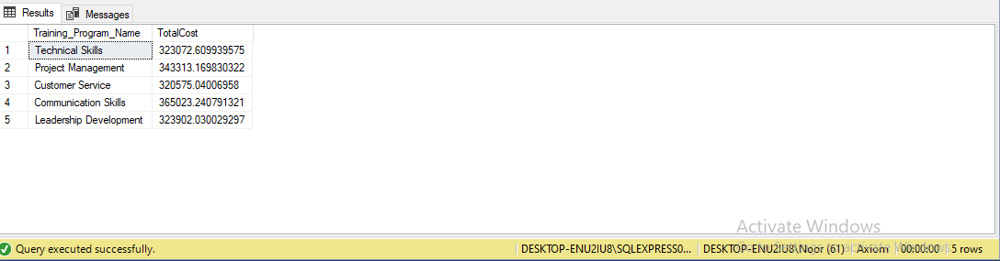 Results Messages
Training_Program_Name TotalCost
1 Technical Skills 323072.609939575
2 Project Management 343313.169830322
3 Customer Service 320575.04006958
4 Communication Skills 365023.240791321
5 Leadership Development 323902.030029297
Activate Windows
Query executed successfully. DESKTOP-ENU2IU8\SQLEXPRESS0... DESKTOP-ENU2IU8\Noor (61) Axiom 00:00:00 5 rows